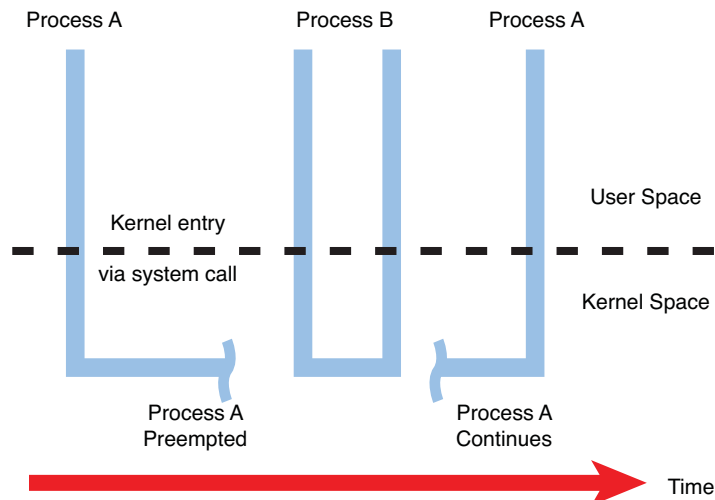 Process A
Process B
Process A
User Space
Kernel entry
via system call
Kernel Space
Process A
Preempted
Process A
Continues
Time